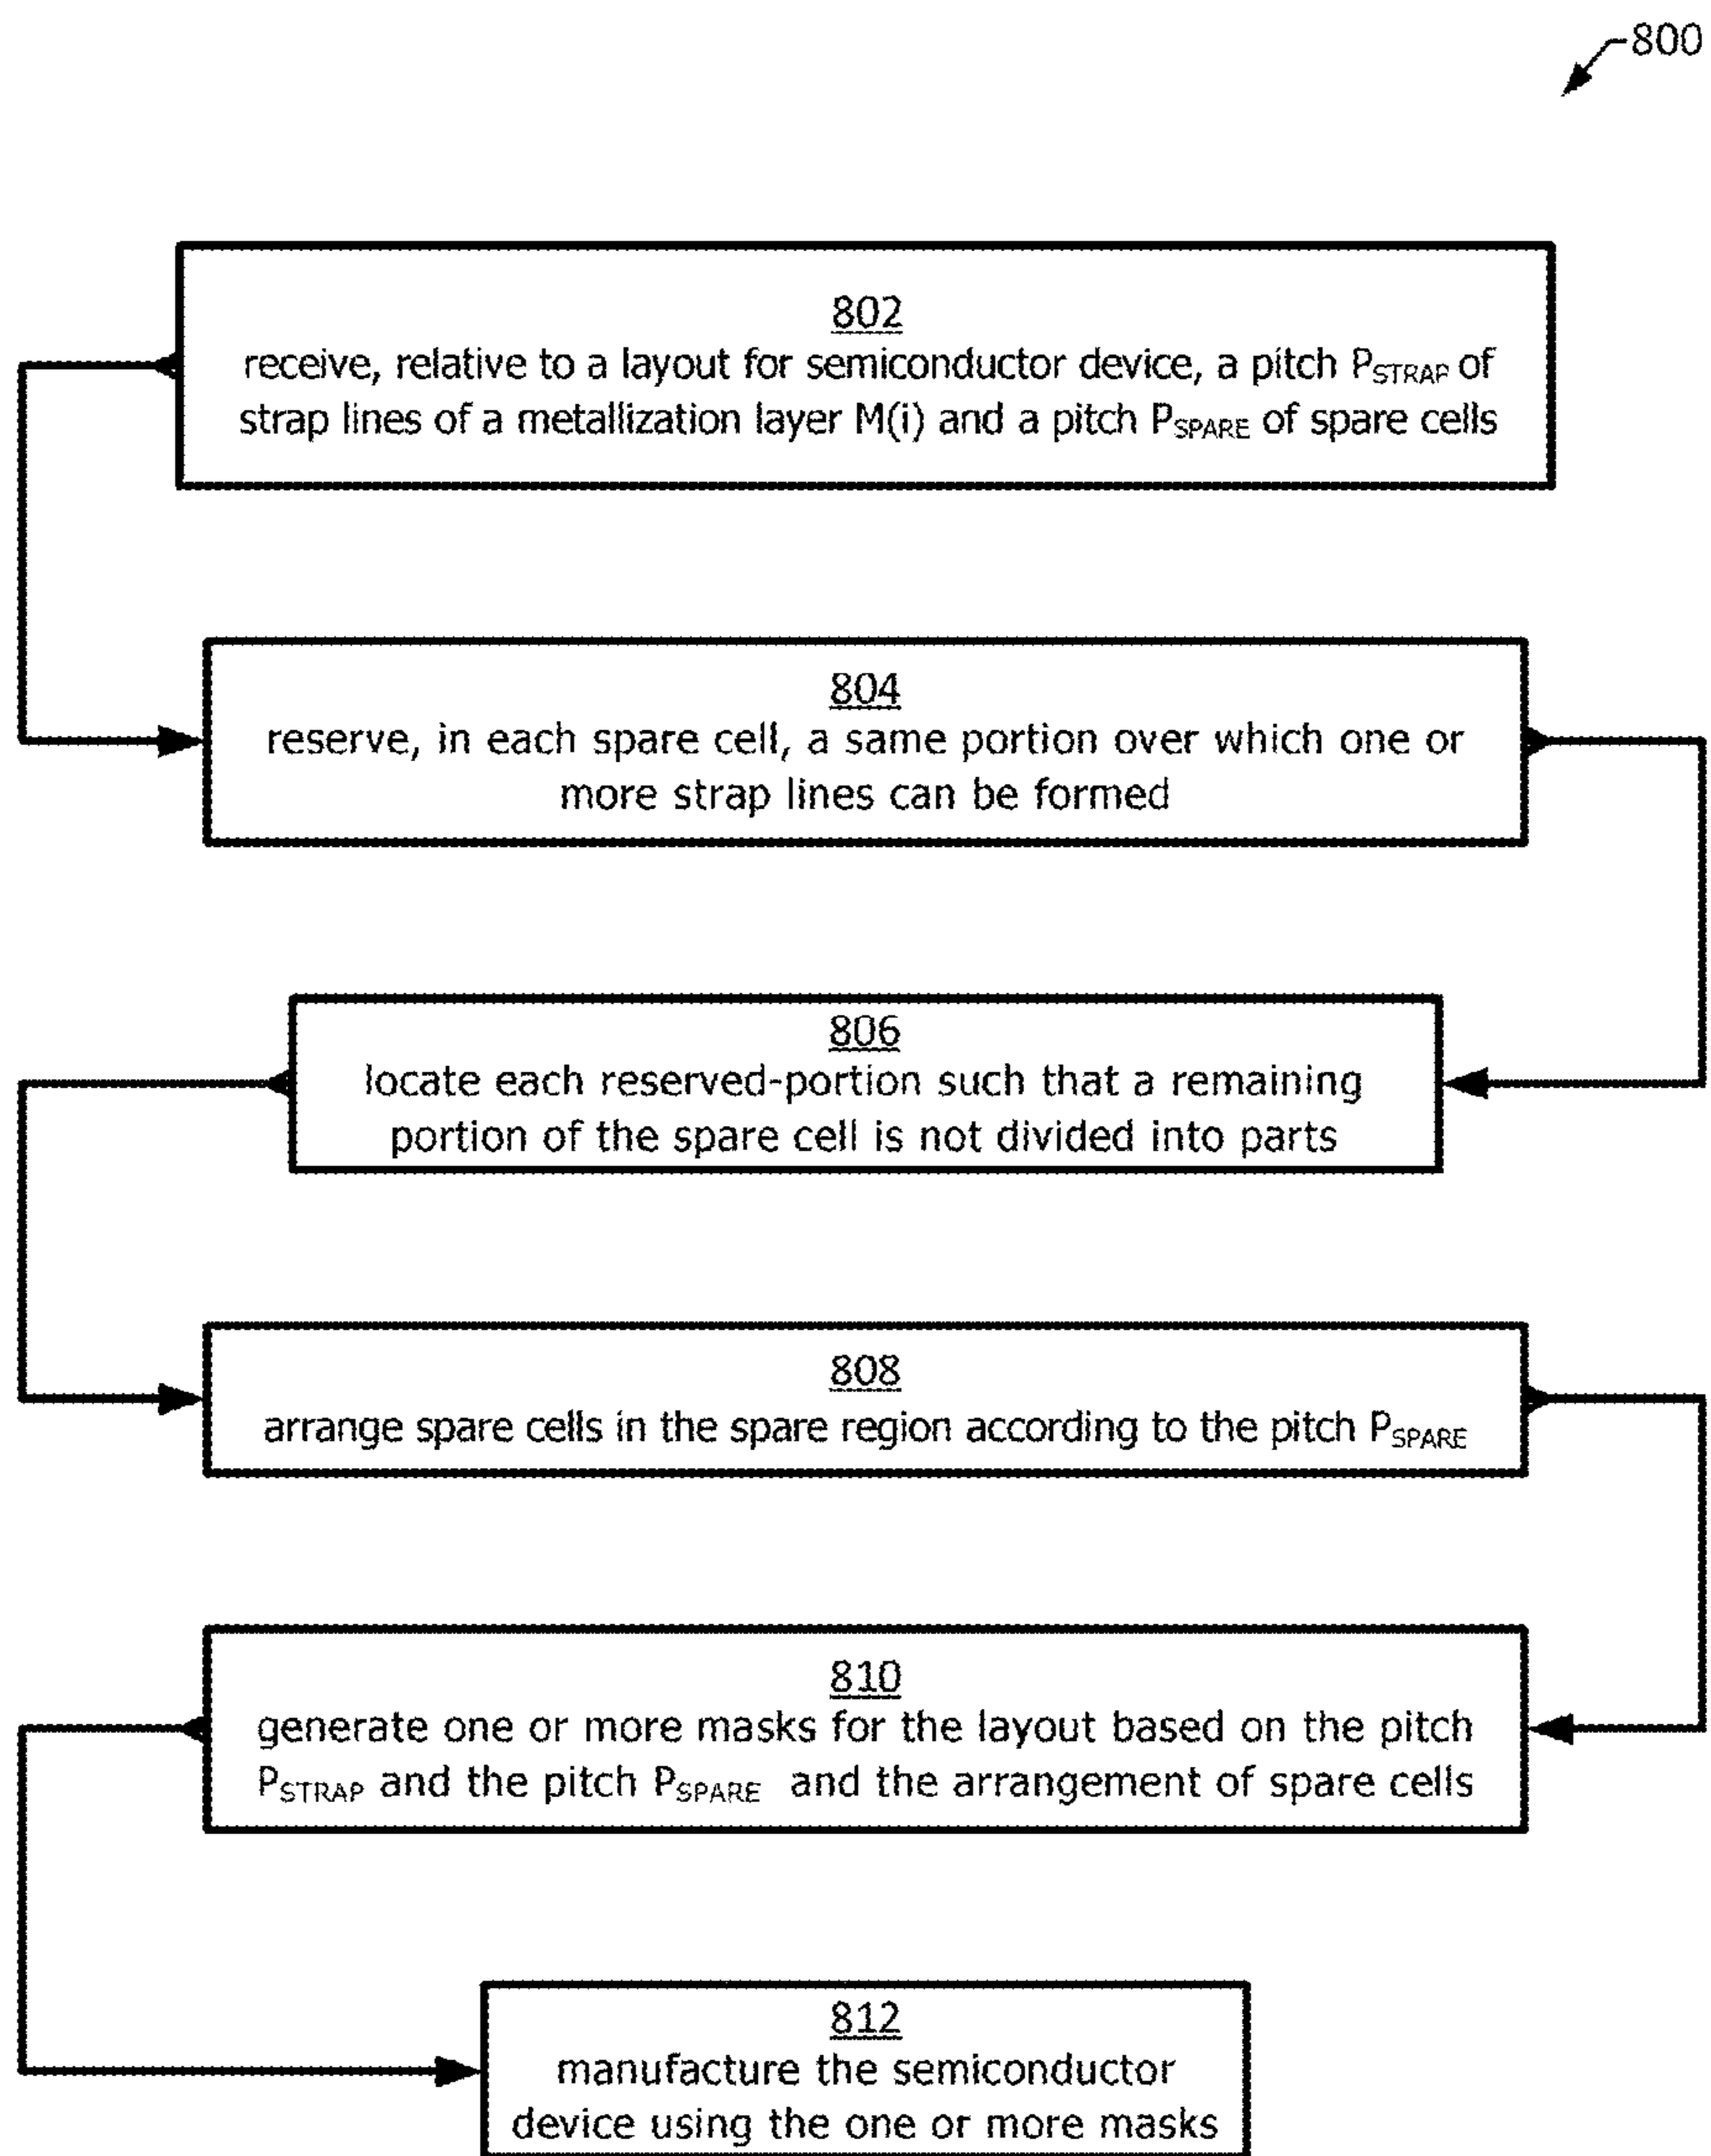 800
802
receive, relative to a layout for semiconductor device, a pitch PSTRAP of
strap lines of a metallization layer M(i) and a pitch PSPARE of spare cells
804
reserve, in each spare cell, a same portion over which one or
more strap lines can be formed
806
locate each reserved-portion such that a remaining
portion of the spare cell is not divided into parts
808
arrange spare cells in the spare region according to the pitch PSPARE
810
generate one or more masks for the layout based on the pitch
PSTRAP and the pitch PSPARE and the arrangement of spare cells
812
manufacture the semiconductor
device using the one or more masks